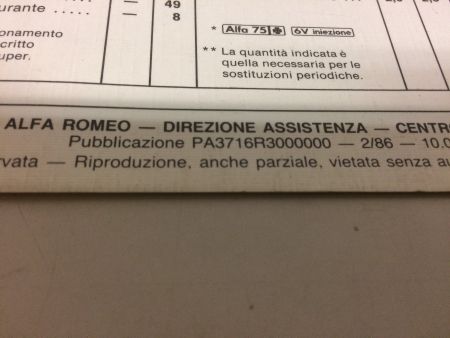 urante ..... — 49
— 8
onamento
critto
uper.
* Alfa 75 6V iniezione
** La quantità indicata è
quella necessaria per le
sostituzioni periodiche.
ALFA ROMEO — DIREZIONE ASSISTENZA — CENTR
Pubblicazione PA3716R3000000 — 2/86 — 10.0
rvata — Riproduzione, anche parziale, vietata senza au